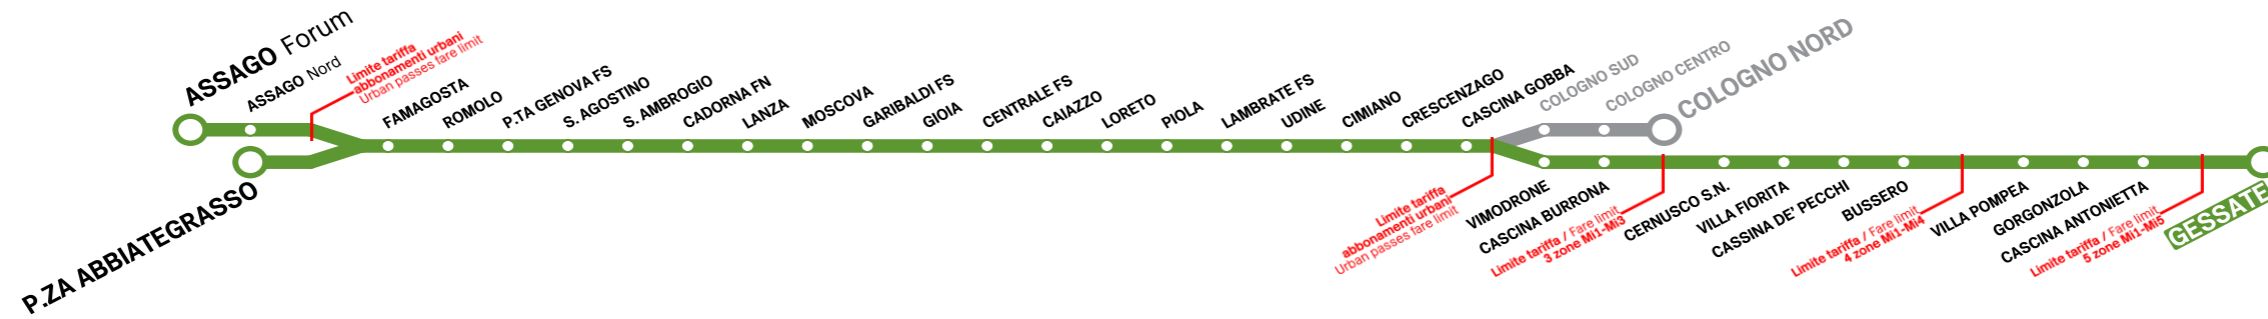 ASSAGO Forum
ASSAGO Nord
Limite tariffa
abbonamenti urbani
Urban passes fare limit
P.ZA ABBIATEGRASSO
FAMAGOSTA
ROMOLO
P.TA GENOVA FS
S. AGOSTINO
S. AMBROGIO
CADORNA FN
LANZA
MOSCOVA
GARIBALDI FS
GIOIA
CENTRALE FS
CAIAZZO
LORETO
PIOLA
LAMBRATE FS
UDINE
CIMIANO
CRESCENZAGO
CASCINA GOBBA
COLOGNO SUD
COLOGNO CENTRO
COLOGNO NORD
Limite tariffa
abbonamenti urbani
Urban passes fare limit
VIMODRONE
CASCINA BURRONA
Limite tariffa / Fare limit
3 zone Mi1-Mi3
CERNUSCO S.N.
VILLA FIORITA
CASSINA DE' PECCHI
BUSSERO
Limite tariffa / Fare limit
4 zone Mi1-Mi4
VILLA POMPEA
GORGONZOLA
CASCINA ANTONIETTA
Limite tariffa / Fare limit
5 zone Mi1-Mi5
GESSATE